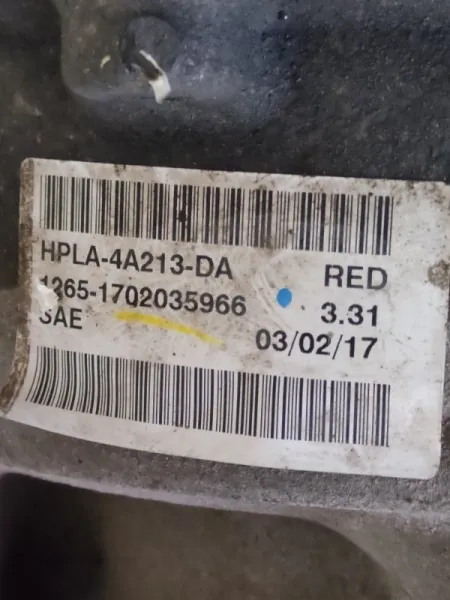 HPLA-4A213-DA RED
1265-1702035966 3.31
SAE 03/02/17